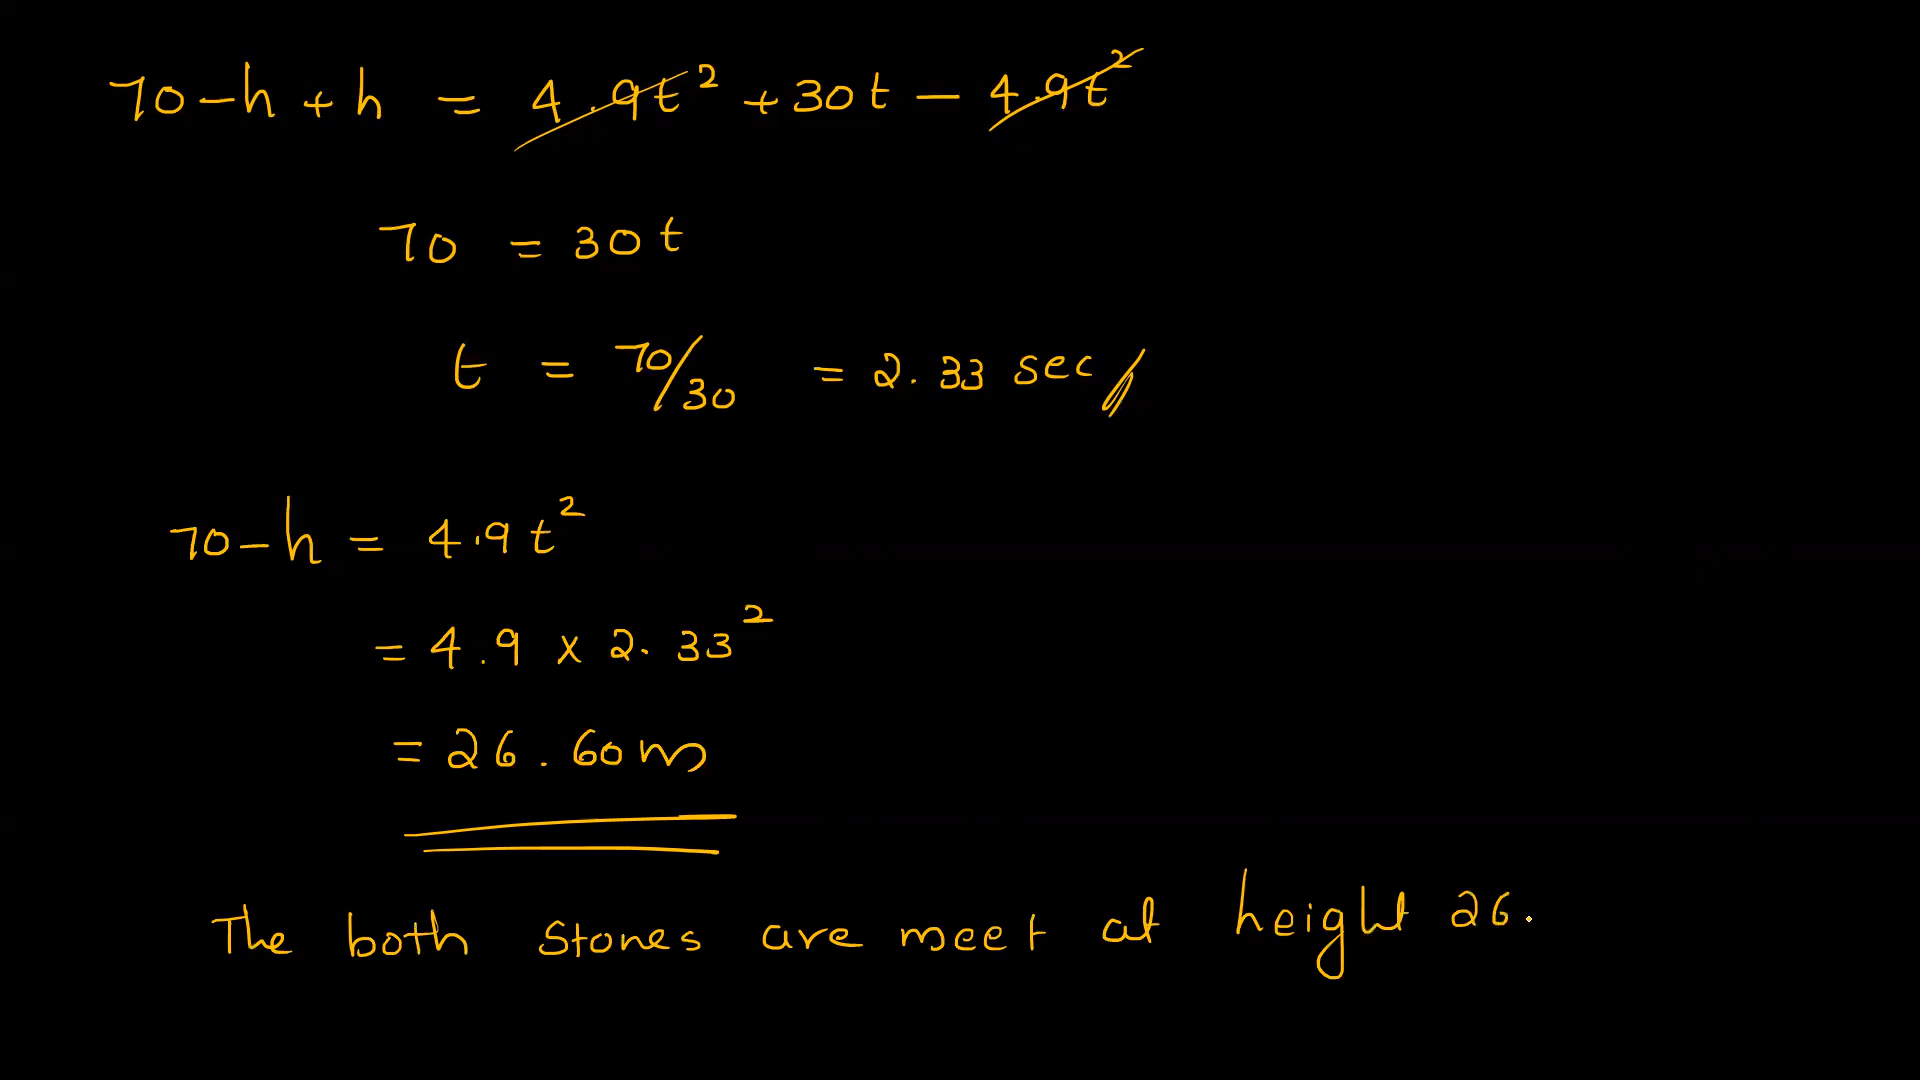 70-h+h = 4.9t² + 30t - 4.9t²
70 = 30t
t = 70/30 = 2.33 sec
70-h = 4.9t²
= 4.9 x 2.33²
= 26.60m
The both stones are meet at height 26.